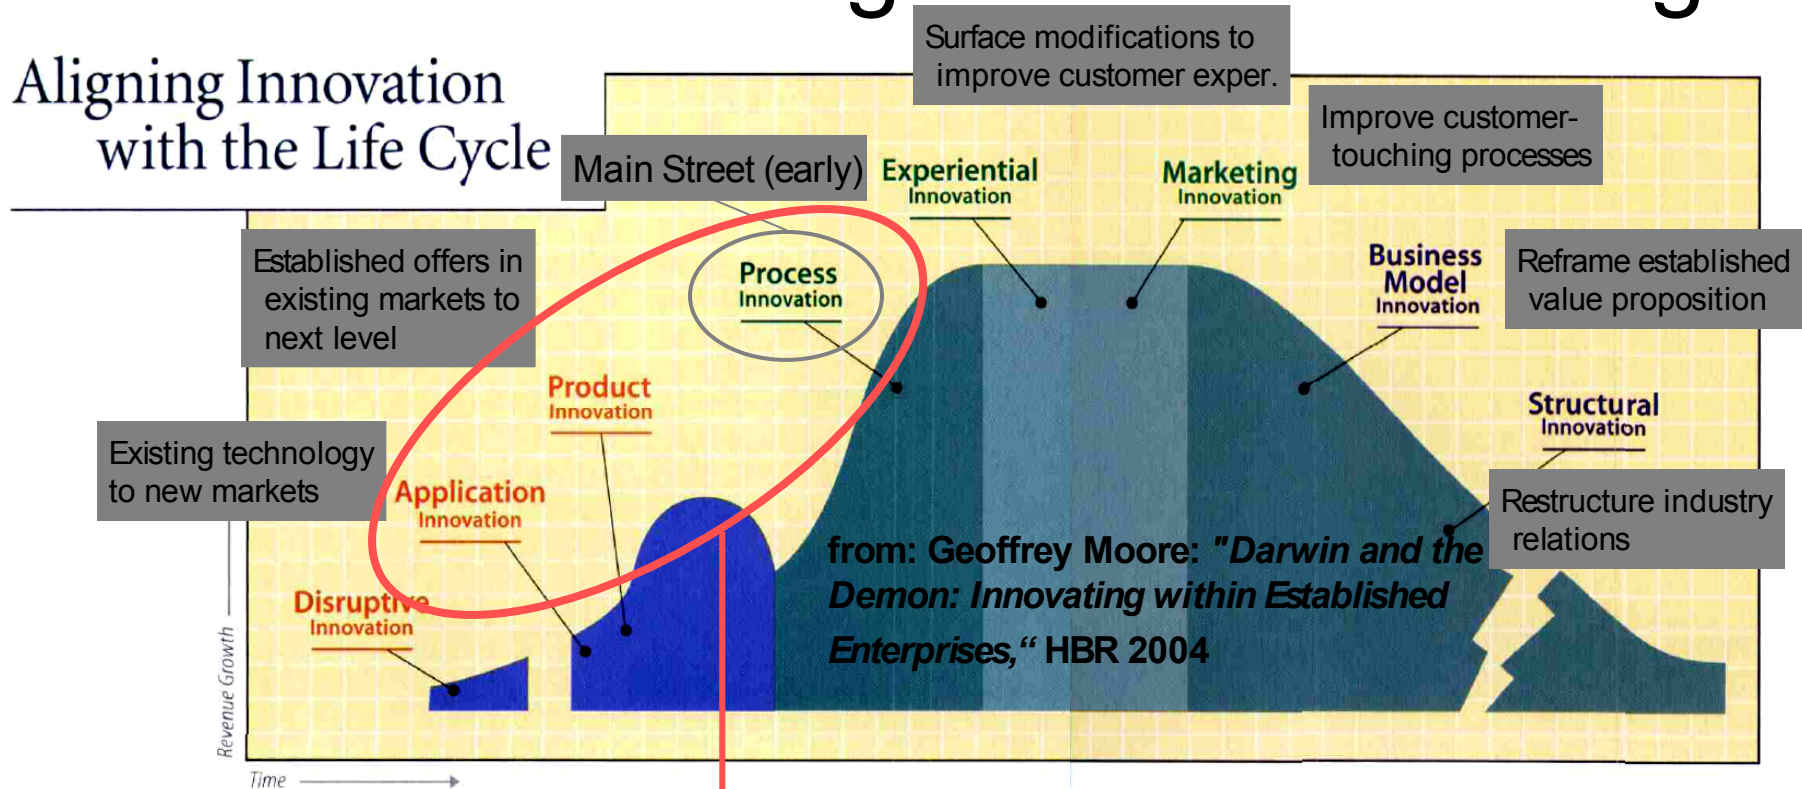 Aligning Innovation
with the Life Cycle
Surface modifications to
improve customer exper.
Improve customer-
touching processes
Main Street (early)
Experiential
Innovation
Marketing
Innovation
Established offers in
existing markets to
next level
Process
Innovation
Business
Model
Innovation
Reframe established
value proposition
Product
Innovation
Structural
Innovation
Existing technology
to new markets
Application
Innovation
Restructure industry
relations
from: Geoffrey Moore: "Darwin and the
Demon: Innovating within Established
Enterprises,“ HBR 2004
Disruptive
Innovation
Revenue Growth
Time